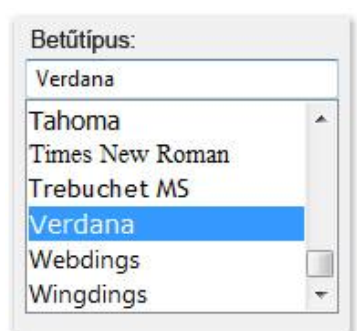 Betűtípus:
Verdana
Tahoma
Times New Roman
Trebuchet MS
Verdana
Webdings
Wingdings